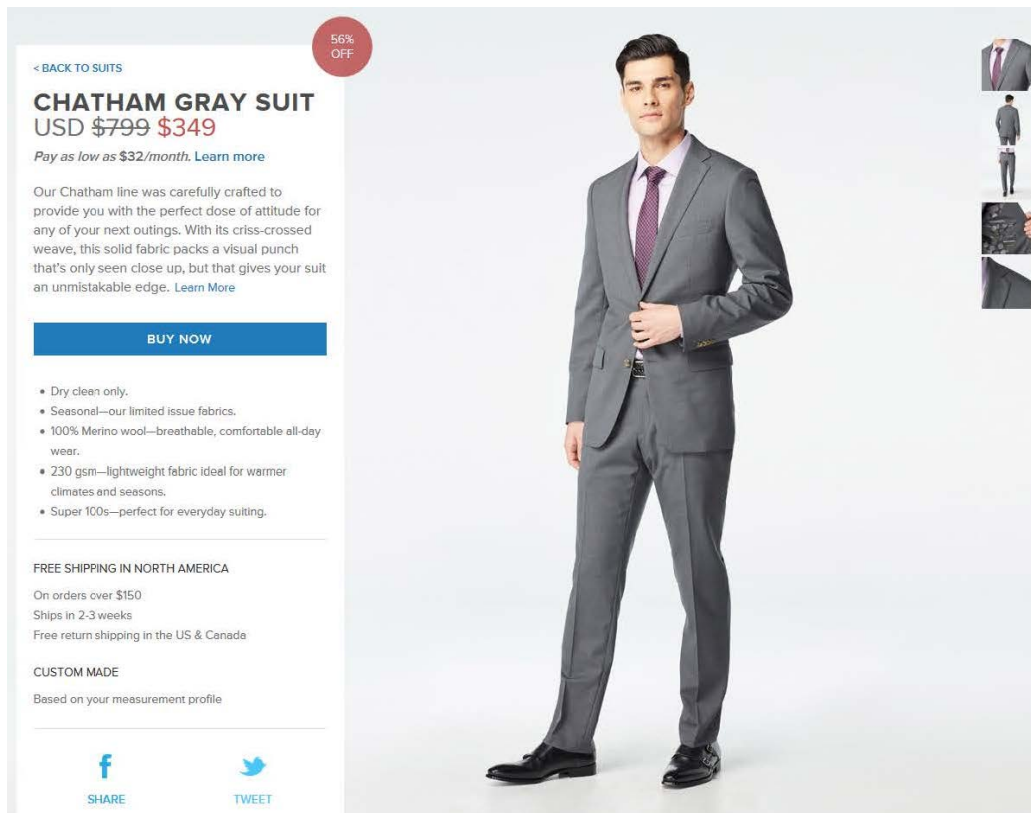 56%
OFF
< BACK TO SUITS
CHATHAM GRAY SUIT
USD $799 $349
Pay as low as $32/month. Learn more
Our Chatham line was carefully crafted to
provide you with the perfect dose of attitude for
any of your next outings. With its criss-crossed
weave, this solid fabric packs a visual punch
that's only seen close up, but that gives your suit
an unmistakable edge. Learn More
BUY NOW
• Dry clean only.
• Seasonal—our limited issue fabrics.
• 100% Merino wool—breathable, comfortable all-day
wear.
• 230 gsm—lightweight fabric ideal for warmer
climates and seasons.
• Super 100s—perfect for everyday suiting.
FREE SHIPPING IN NORTH AMERICA
On orders over $150
Ships in 2-3 weeks
Free return shipping in the US & Canada
CUSTOM MADE
Based on your measurement profile
SHARE
TWEET